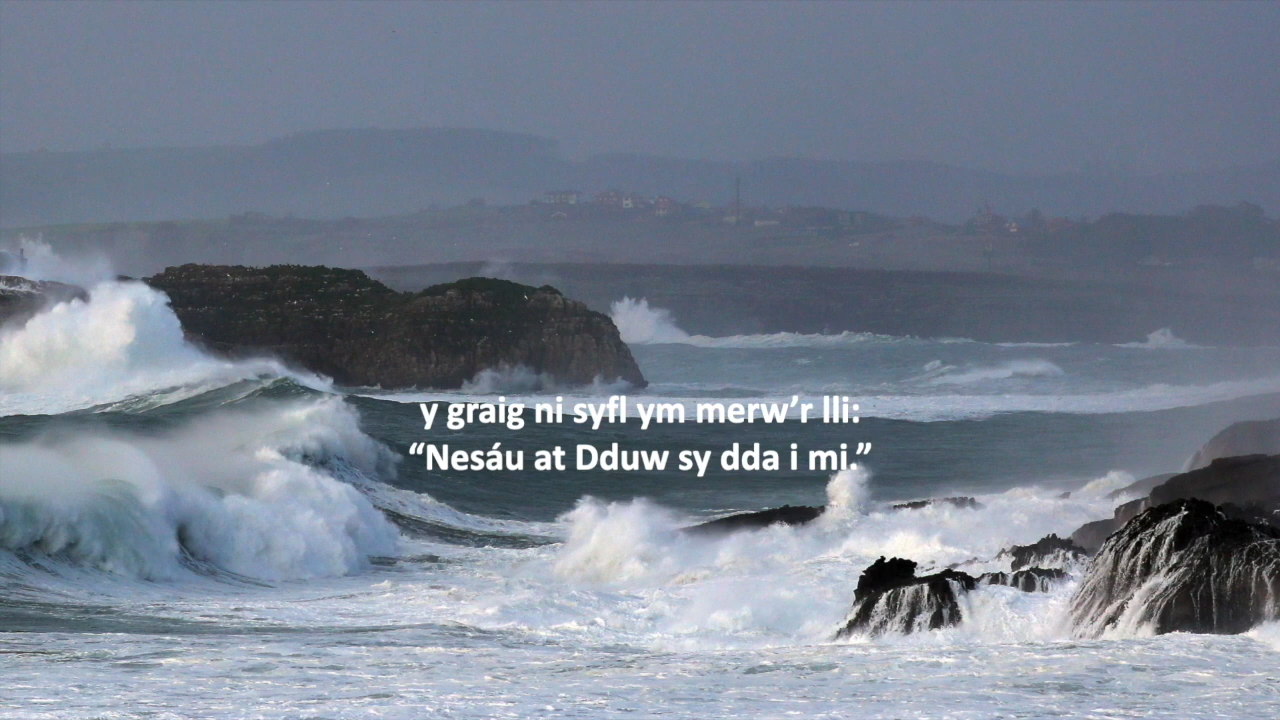 y graig ni syfl ym merw’r lli:
“Nesáu at Dduw sy dda i mi.”